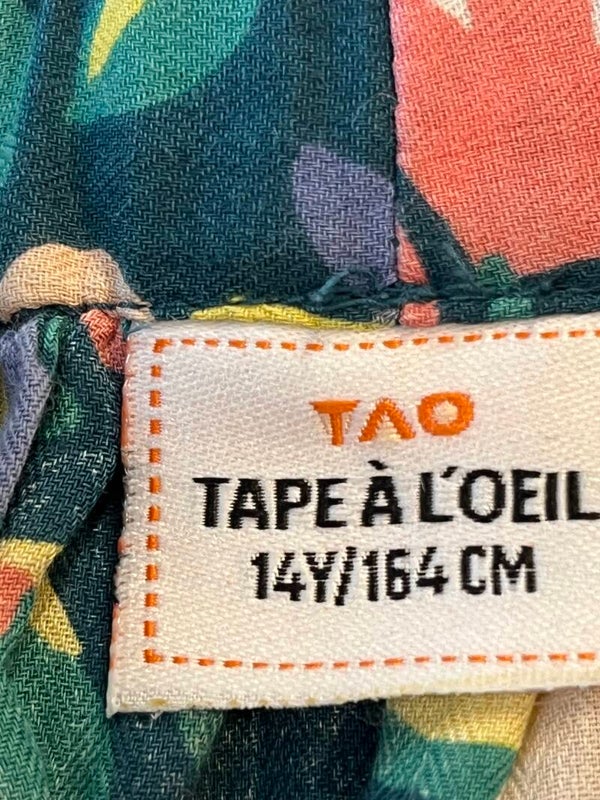 TAO
TAPE À L'OEIL
14Y/164 CM